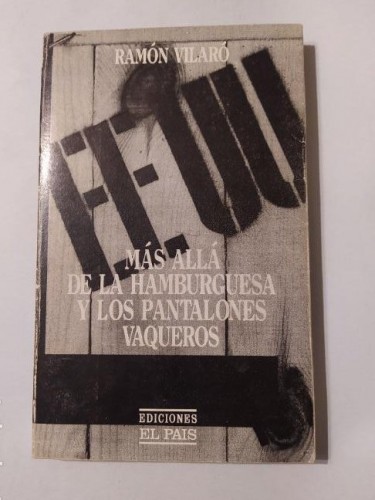 RAMÓN VILARÓ
EE.UU
MÁS ALLÁ
DE LA HAMBURGUESA
Y LOS PANTALONES
VAQUEROS
EDICIONES
EL PAIS